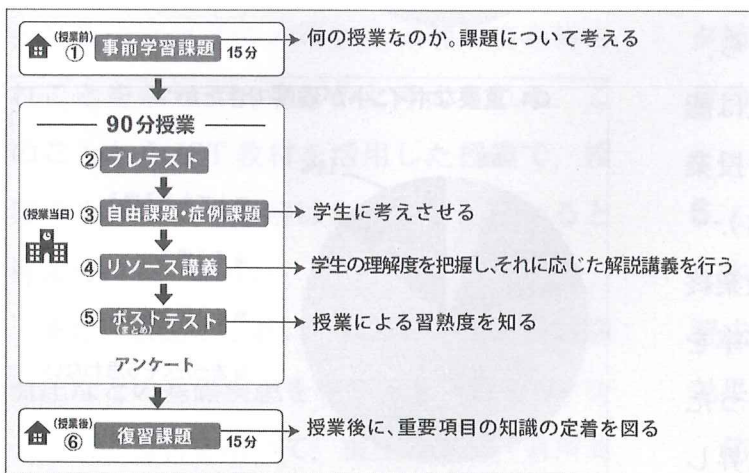 (授業前)
① 事前学習課題 15分
何の授業なのか。課題について考える
90分授業
② プレテスト
(授業当日)
③ 自由課題・症例課題
学生に考えさせる
④ リソース講義
学生の理解度を把握し、それに応じた解説講義を行う
⑤ ポストテスト
(まとめ)
授業による習熟度を知る
アンケート
(授業後)
⑥ 復習課題 15分
授業後に、重要項目の知識の定着を図る